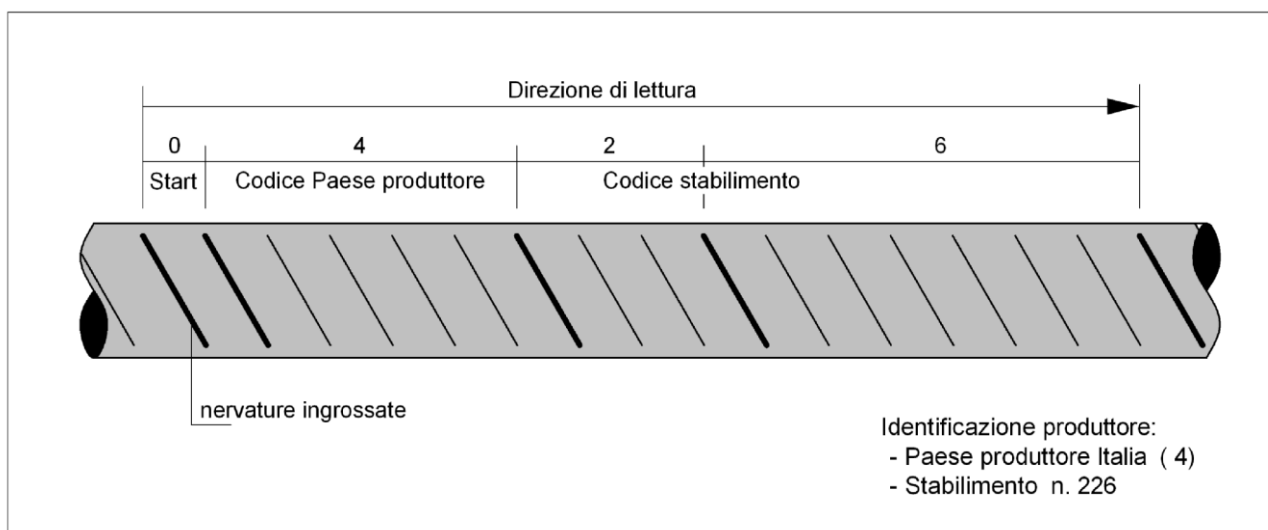 Direzione di lettura
0 4 2 6
Start Codice Paese produttore Codice stabilimento
nervature ingrossate
Identificazione produttore:
- Paese produttore Italia ( 4)
- Stabilimento n. 226